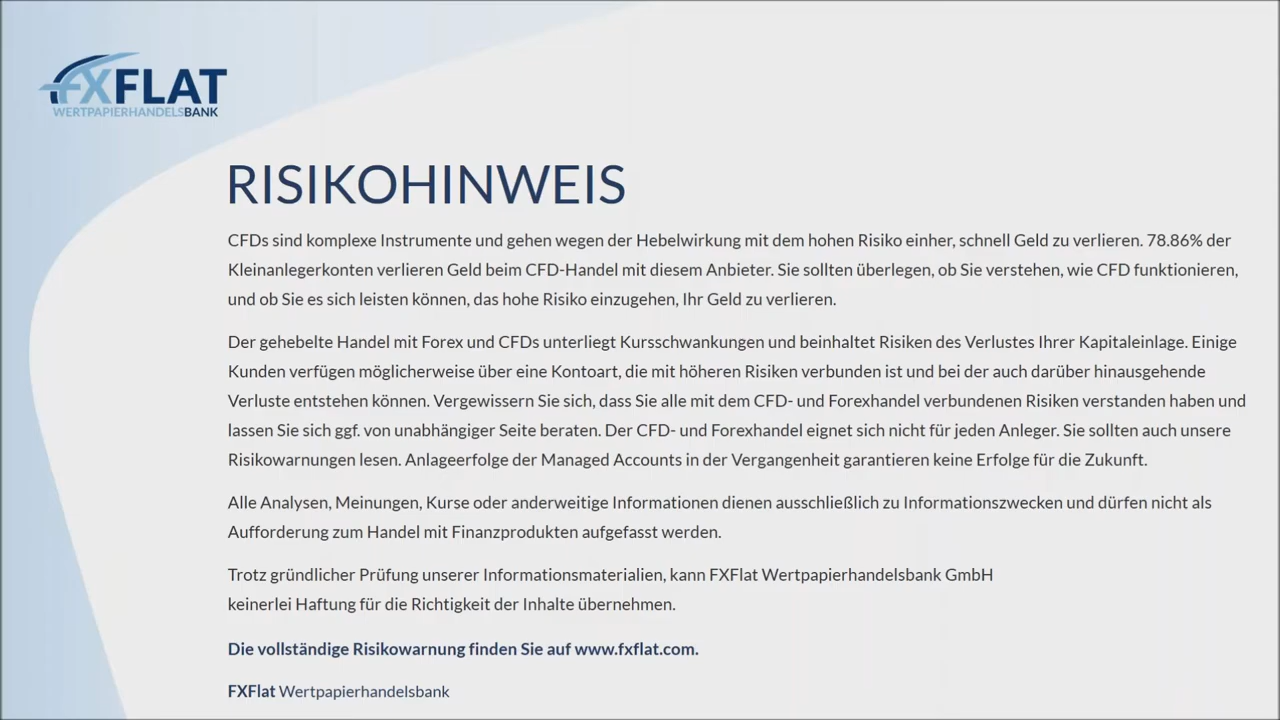 FXFLAT
WERTPAPIERHANDELSBANK
RISIKOHINWEIS
CFDs sind komplexe Instrumente und gehen wegen der Hebelwirkung mit dem hohen Risiko einher, schnell Geld zu verlieren. 78.86% der
Kleinanlegerkonten verlieren Geld beim CFD-Handel mit diesem Anbieter. Sie sollten überlegen, ob Sie verstehen, wie CFD funktionieren,
und ob Sie es sich leisten können, das hohe Risiko einzugehen, Ihr Geld zu verlieren.
Der gehebelte Handel mit Forex und CFDs unterliegt Kursschwankungen und beinhaltet Risiken des Verlustes Ihrer Kapitaleinlage. Einige
Kunden verfügen möglicherweise über eine Kontoart, die mit höheren Risiken verbunden ist und bei der auch darüber hinausgehende
Verluste entstehen können. Vergewissern Sie sich, dass Sie alle mit dem CFD- und Forexhandel verbundenen Risiken verstanden haben und
lassen Sie sich ggf. von unabhängiger Seite beraten. Der CFD- und Forexhandel eignet sich nicht für jeden Anleger. Sie sollten auch unsere
Risikowarnungen lesen. Anlageerfolge der Managed Accounts in der Vergangenheit garantieren keine Erfolge für die Zukunft.
Alle Analysen, Meinungen, Kurse oder anderweitige Informationen dienen ausschließlich zu Informationszwecken und dürfen nicht als
Aufforderung zum Handel mit Finanzprodukten aufgefasst werden.
Trotz gründlicher Prüfung unserer Informationsmaterialien, kann FXFlat Wertpapierhandelsbank GmbH
keinerlei Haftung für die Richtigkeit der Inhalte übernehmen.
Die vollständige Risikowarnung finden Sie auf www.fxflat.com.
FXFlat Wertpapierhandelsbank